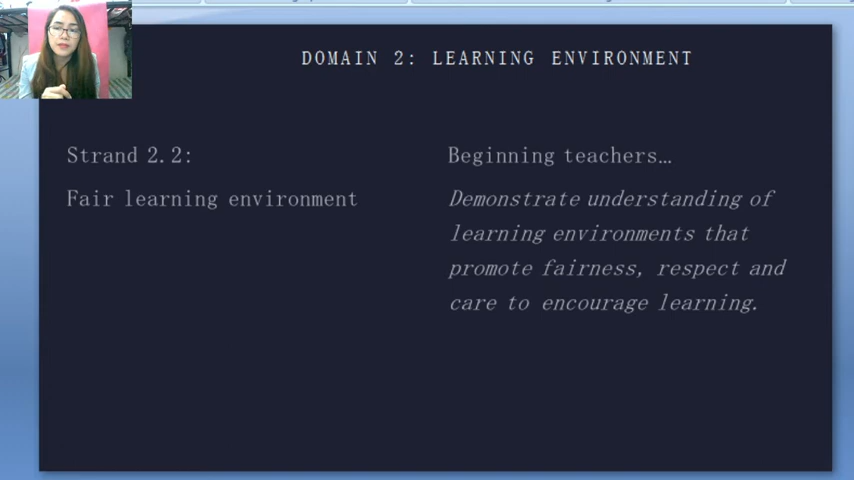 DOMAIN 2: LEARNING ENVIRONMENT
Strand 2.2:
Fair learning environment
Beginning teachers…
Demonstrate understanding of
learning environments that
promote fairness, respect and
care to encourage learning.